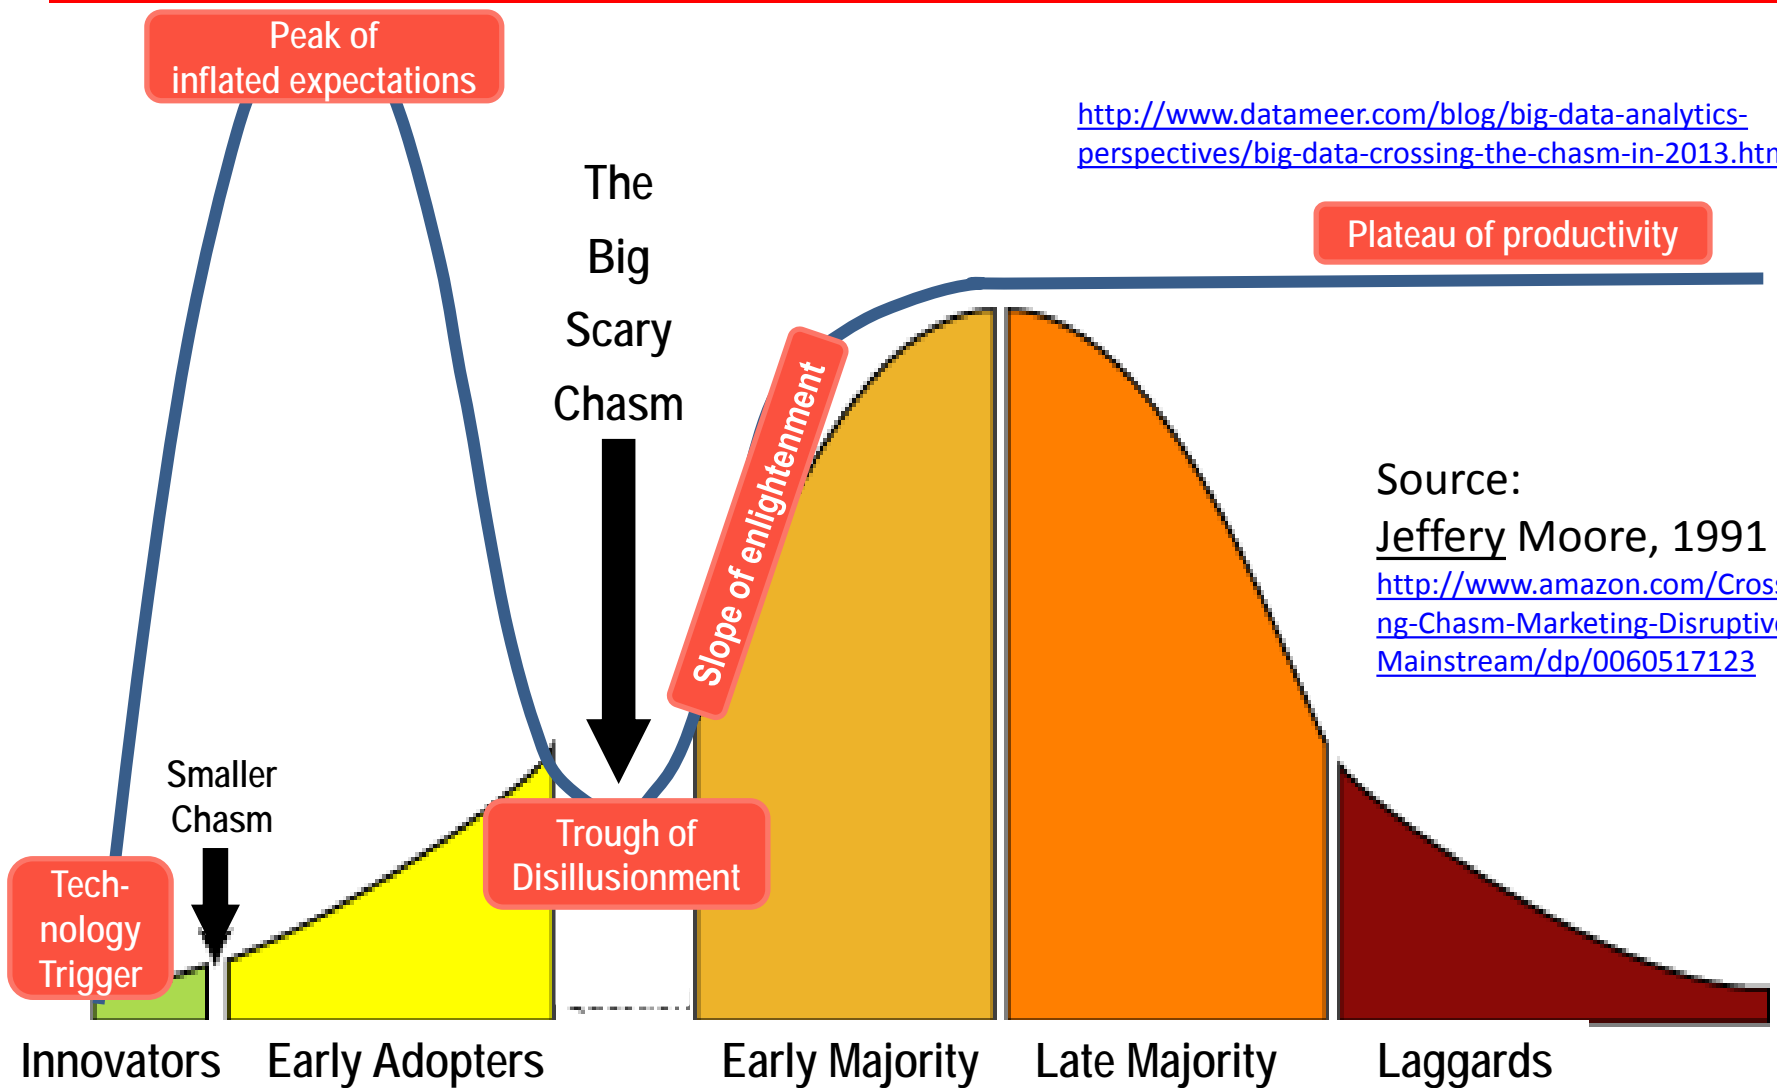 Peak of
inflated expectations
http://www.datameer.com/blog/big-data-analytics-
perspectives/big-data-crossing-the-chasm-in-2013.htm
The
Big
Scary
Chasm
Plateau of productivity
Slope of enlightenment
Source:
Jeffery Moore, 1991
http://www.amazon.com/Cross
ng-Chasm-Marketing-Disruptive
Mainstream/dp/0060517123
Smaller
Chasm
Trough of
Disillusionment
Tech-
nology
Trigger
Innovators Early Adopters Early Majority Late Majority Laggards